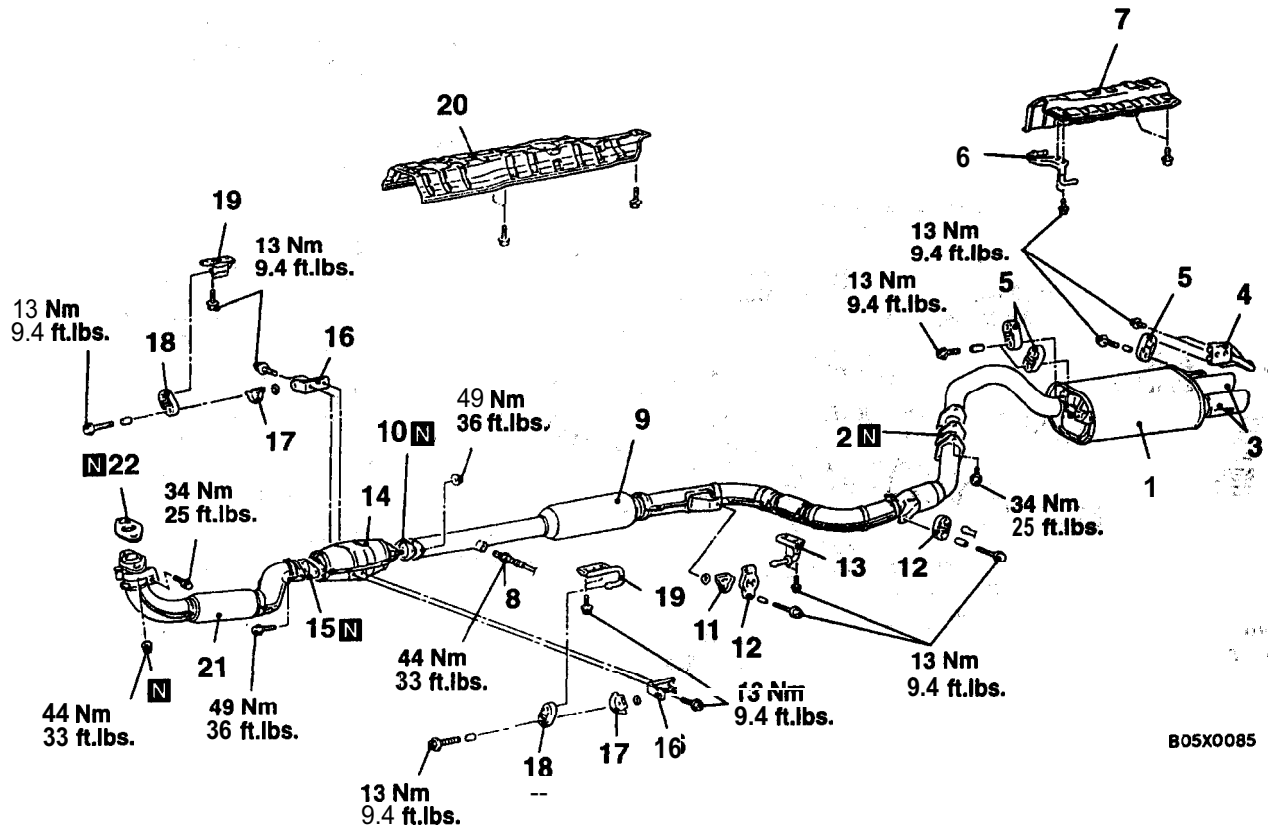 7
20
6
19
13 Nm
9.4 ft.lbs.
13 Nm
9.4 ft.lbs.
13 Nm
9.4 ft.lbs.
5
5
4
13 Nm
9.4 ft.lbs.
18
16
17
10 N
49 Nm
36 ft.lbs.
9
2 N
3
1
N 22
34 Nm
25 ft.lbs.
14
34 Nm
25 ft.lbs.
12
13
8
19
11
12
15 N
21
N
44 Nm
33 ft.lbs.
49 Nm
36 ft.lbs.
44 Nm
33 ft.lbs.
13 Nm
9.4 ft.lbs.
13 Nm
9.4 ft.lbs.
18
17
16
13 Nm
9.4 ft.lbs.
B05X0085